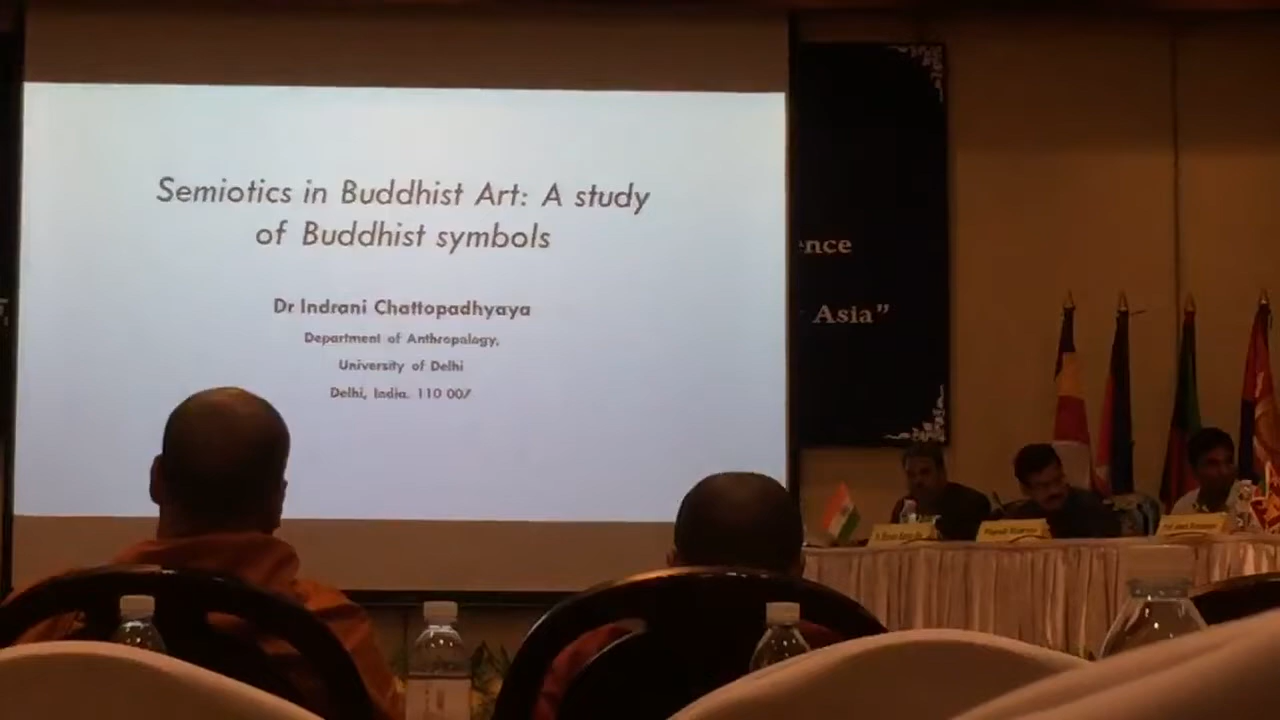 Semiotics in Buddhist Art: A study
of Buddhist symbols
Dr Indrani Chattopadhyaya
Department of Anthropology,
University of Delhi
Delhi, India. 110 007
Asia”